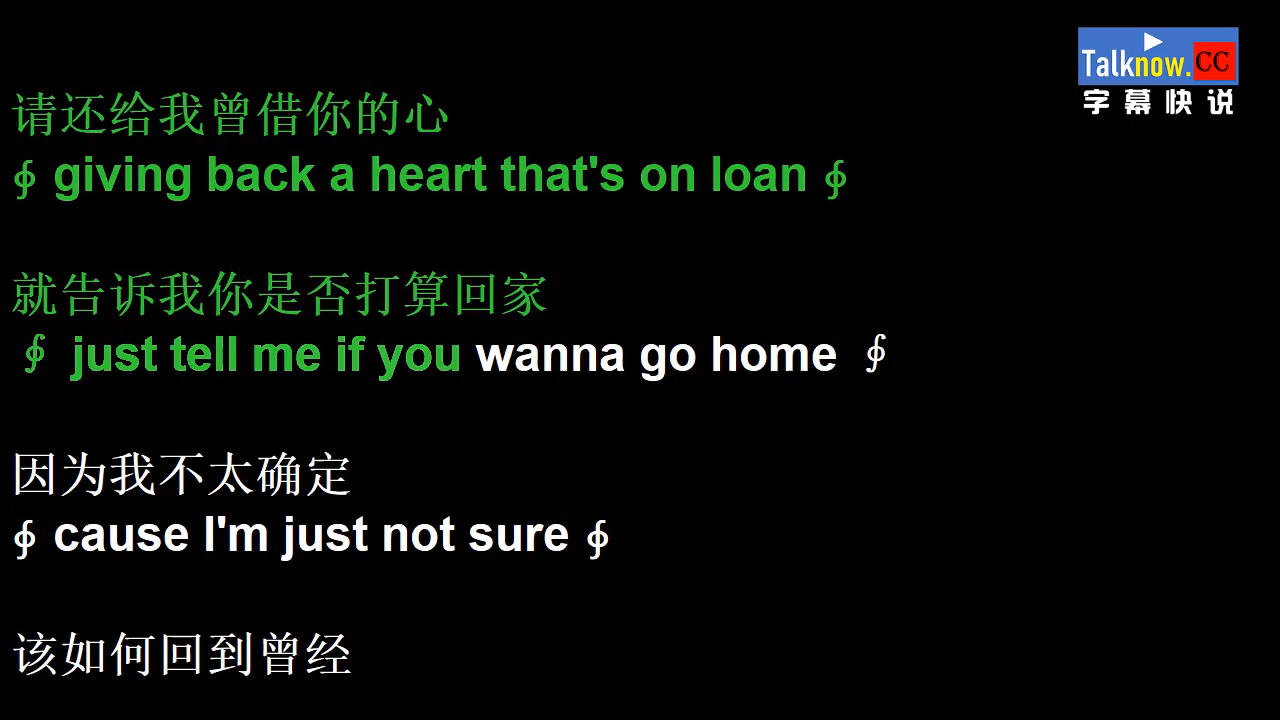 Talknow.CC
字幕快说
请还给我曾借你的心
∮ giving back a heart that's on loan ∮
就告诉我你是否打算回家
∮ just tell me if you wanna go home ∮
因为我不太确定
∮ cause I'm just not sure ∮
该如何回到曾经